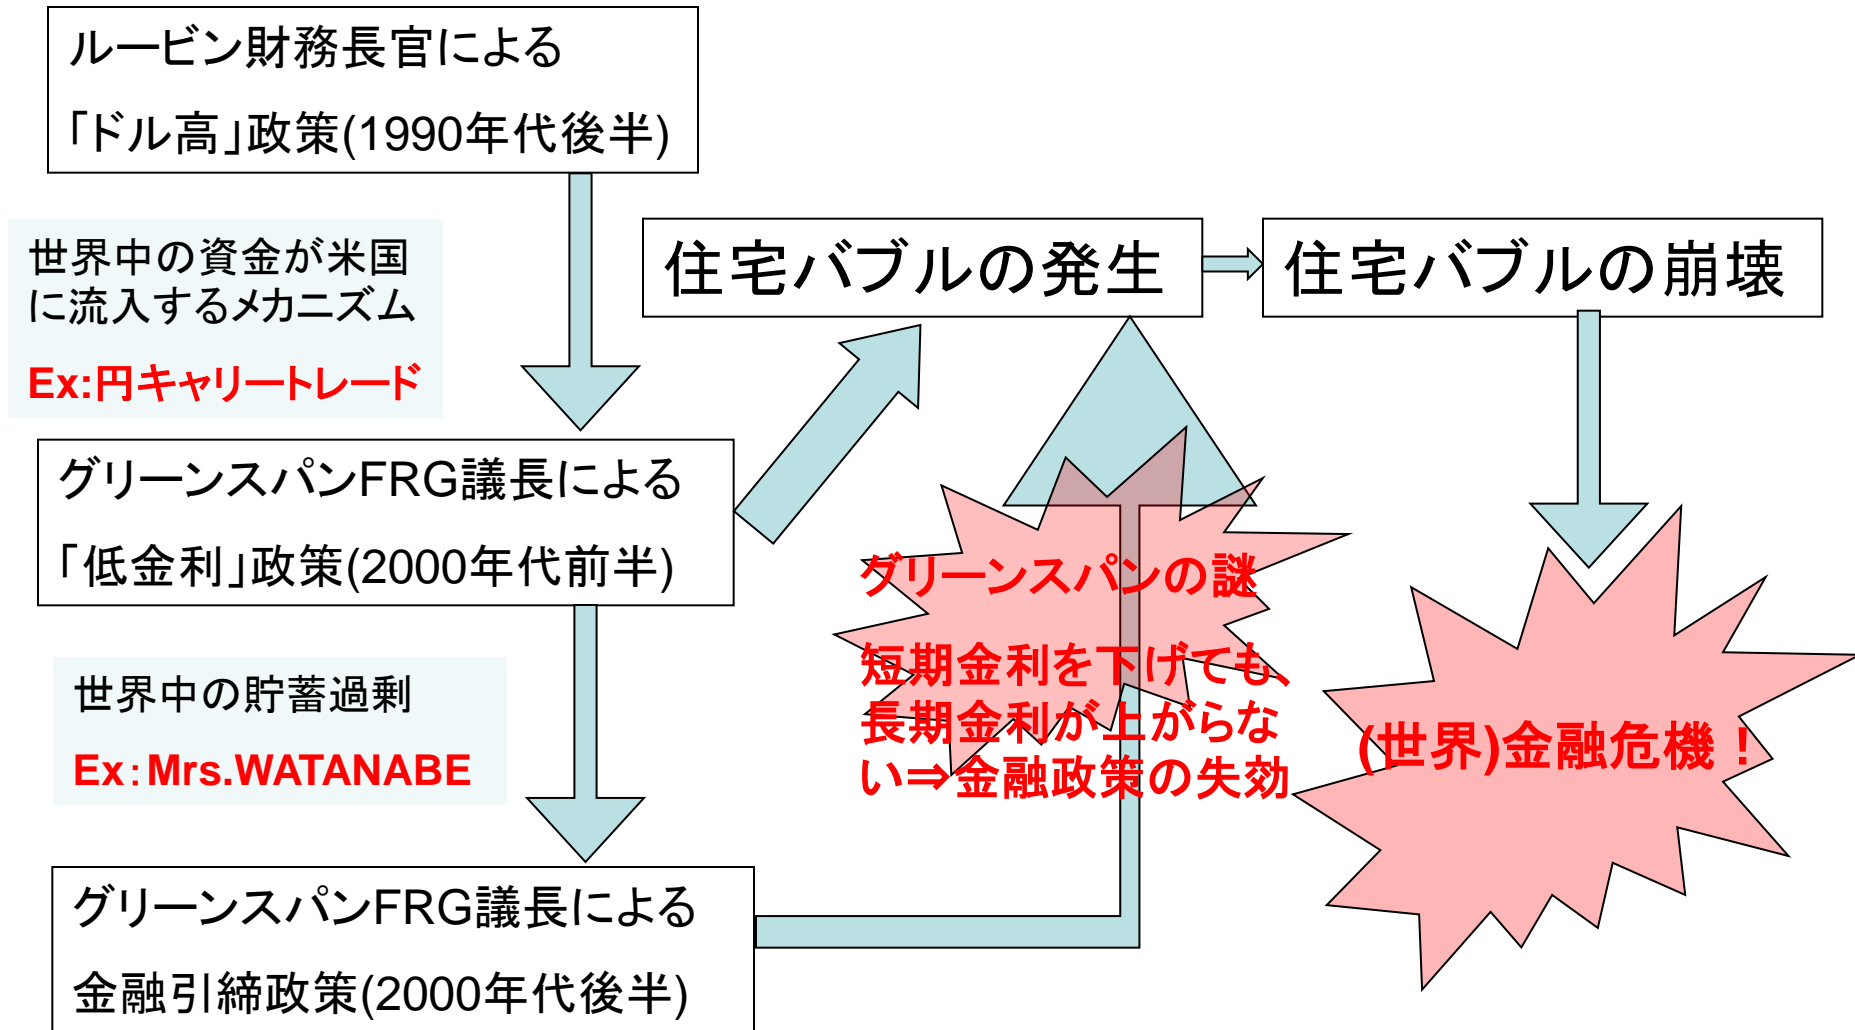 ルービン財務長官による
「ドル高」政策(1990年代後半)
世界中の資金が米国
に流入するメカニズム
Ex:円キャリートレード
住宅バブルの発生
住宅バブルの崩壊
グリーンスパンFRG議長による
「低金利」政策(2000年代前半)
グリーンスパンの謎
短期金利を下げても、
長期金利が上がらな
い⇒金融政策の失効
(世界)金融危機！
世界中の貯蓄過剰
Ex：Mrs.WATANABE
グリーンスパンFRG議長による
金融引締政策(2000年代後半)